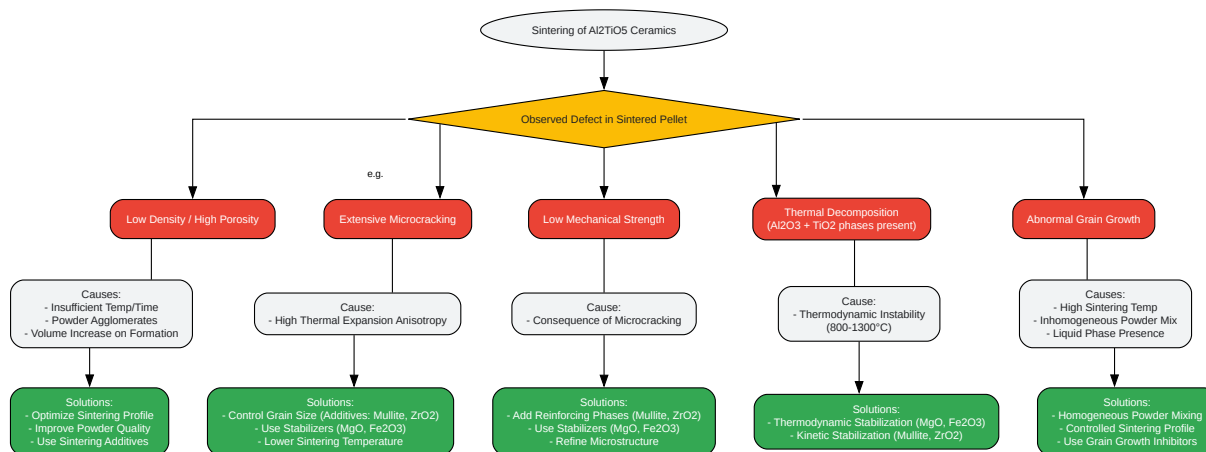 Sintering of Al2TiO5 Ceramics
Observed Defect in Sintered Pellet
e.g.
Low Density / High Porosity
Extensive Microcracking
Low Mechanical Strength
Thermal Decomposition
(Al2O3 + TiO2 phases present)
Abnormal Grain Growth
Causes:
- Insufficient Temp/Time
- Powder Agglomerates
- Volume Increase on Formation
Cause:
- High Thermal Expansion Anisotropy
Cause:
- Consequence of Microcracking
Cause:
- Thermodynamic Instability
(800-1300°C)
Causes:
- High Sintering Temp
- Inhomogeneous Powder Mix
- Liquid Phase Presence
Solutions:
- Optimize Sintering Profile
- Improve Powder Quality
- Use Sintering Additives
Solutions:
- Control Grain Size (Additives: Mullite, ZrO2)
- Use Stabilizers (MgO, Fe2O3)
- Lower Sintering Temperature
Solutions:
- Add Reinforcing Phases (Mullite, ZrO2)
- Use Stabilizers (MgO, Fe2O3)
- Refine Microstructure
Solutions:
- Thermodynamic Stabilization (MgO, Fe2O3)
- Kinetic Stabilization (Mullite, ZrO2)
Solutions:
- Homogeneous Powder Mixing
- Controlled Sintering Profile
- Use Grain Growth Inhibitors